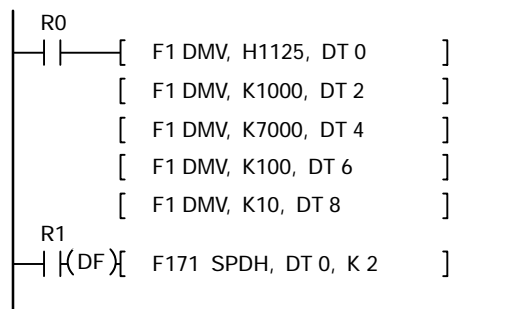 R0
[ F1 DMV, H1125, DT 0 ]
[ F1 DMV, K1000, DT 2 ]
[ F1 DMV, K7000, DT 4 ]
[ F1 DMV, K100, DT 6 ]
[ F1 DMV, K10, DT 8 ]
R1
(DF) [ F171 SPDH, DT 0, K 2 ]